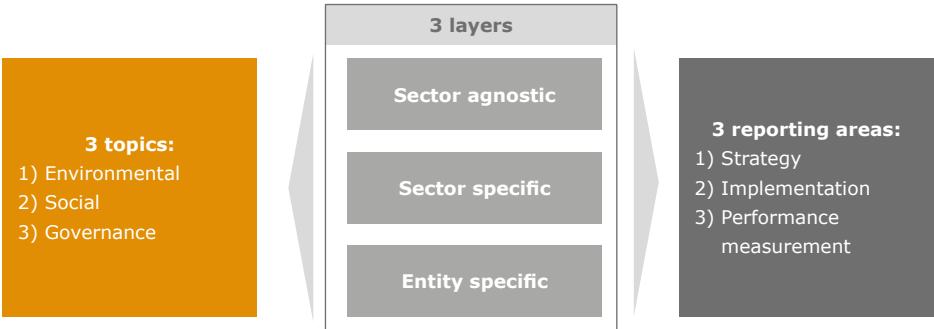 3 topics:
1) Environmental
2) Social
3) Governance
3 layers
Sector agnostic
Sector specific
Entity specific
3 reporting areas:
1) Strategy
2) Implementation
3) Performance
measurement